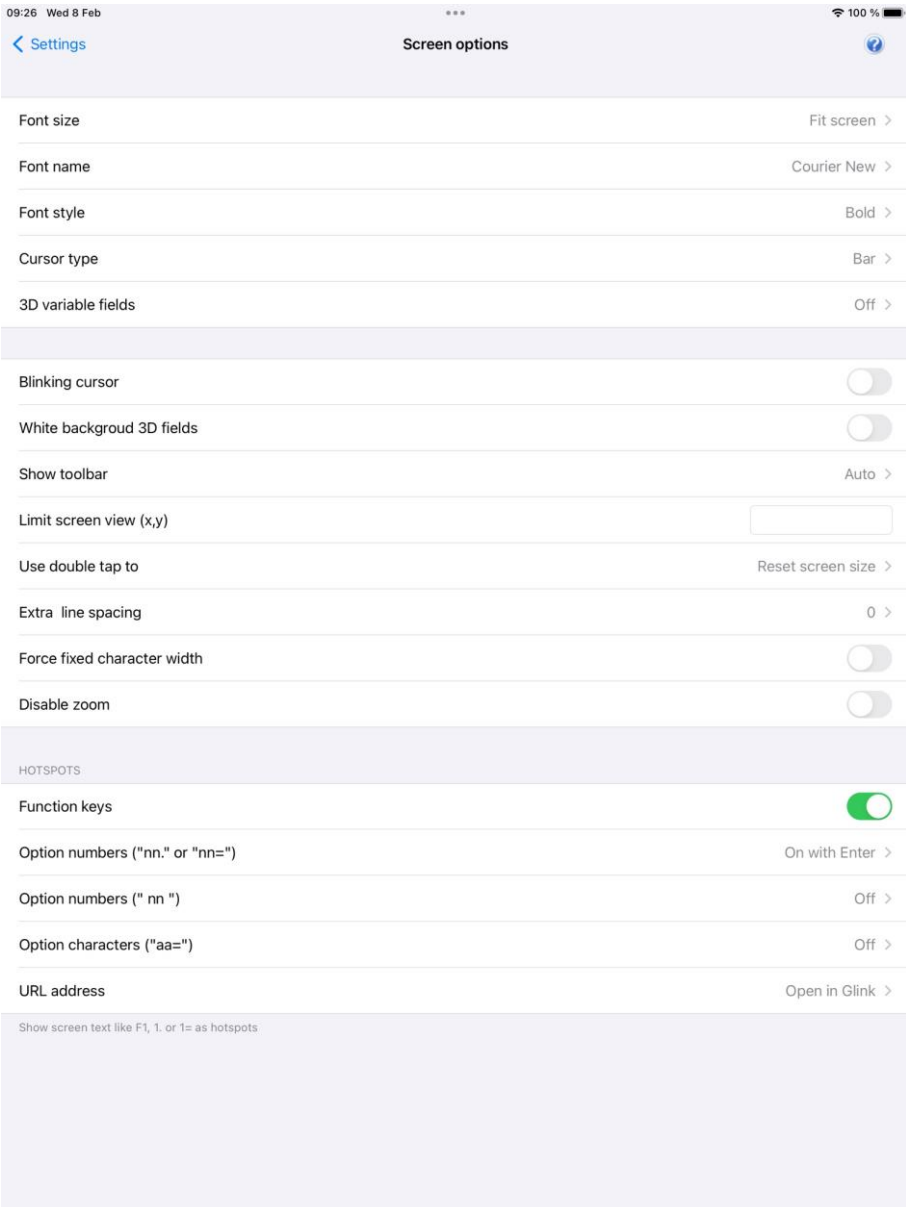 09:26 Wed 8 Feb 100 %
Settings Screen options ?
Font size Fit screen
Font name Courier New
Font style Bold
Cursor type Bar
3D variable fields Off
Blinking cursor
White backgroud 3D fields
Show toolbar Auto
Limit screen view (x,y)
Use double tap to Reset screen size
Extra  line spacing 0
Force fixed character width
Disable zoom
HOTSPOTS
Function keys
Option numbers ("nn." or "nn=") On with Enter
Option numbers (" nn ") Off
Option characters ("aa=") Off
URL address Open in Glink
Show screen text like F1, 1. or 1= as hotspots